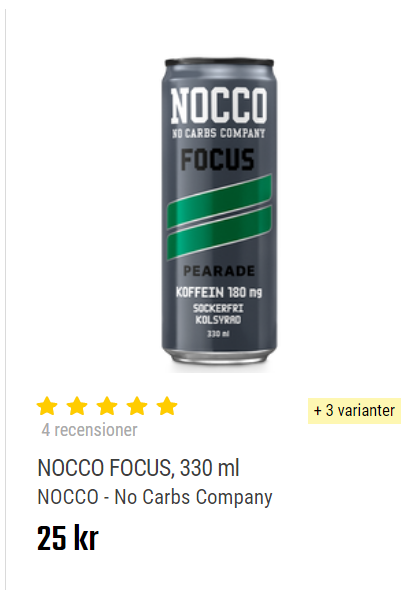 NOCCO
NO CARBS COMPANY
FOCUS
PEARADE
KOFFEIN 180 mg
SOCKERFRI
KOLSYRAD
330 ml
+ 3 varianter
4 recensioner
NOCCO FOCUS, 330 ml
NOCCO - No Carbs Company
25 kr